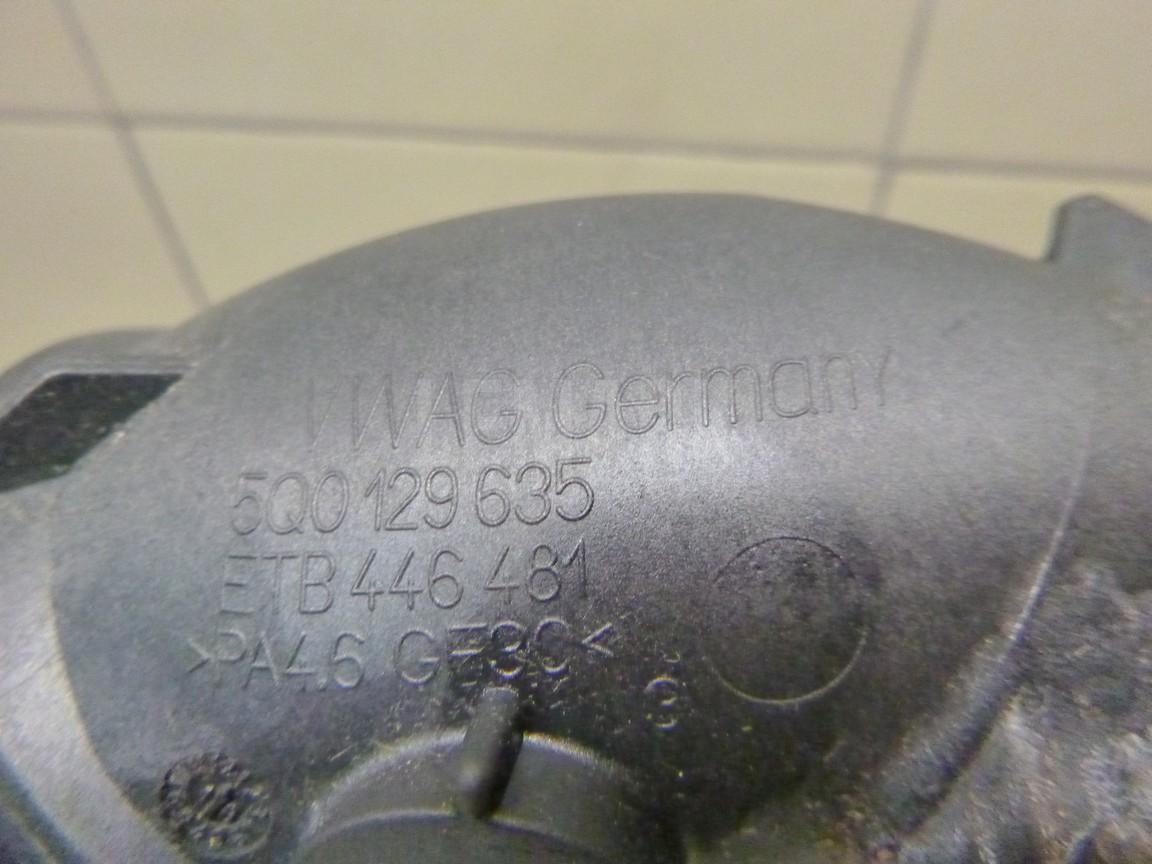 VWAG Germany
5Q0 129 635
ETB 446 481
>PA4.6 GF30<